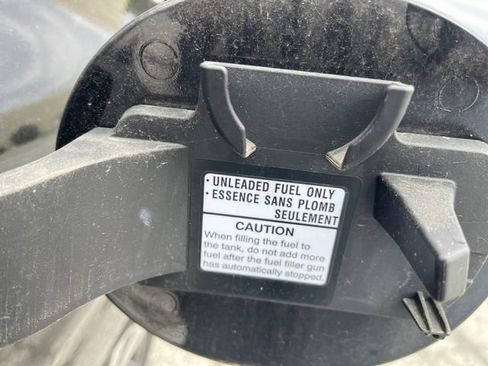 · UNLEADED FUEL ONLY
· ESSENCE SANS PLOMB
SEULEMENT
CAUTION
When filling the fuel to
the tank, do not add more
fuel after the fuel filler gun
has automatically stopped.